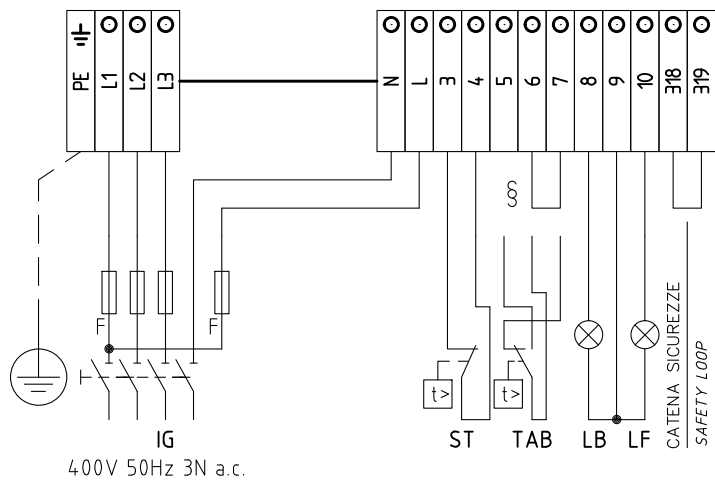 PE L1 L2 L3 N L 3 4 5 6 7 8 9 10 318 319
§
F F
t> t>
CATENA SICUREZZE
SAFETY LOOP
IG ST TAB LB LF
400V 50Hz 3N a.c.